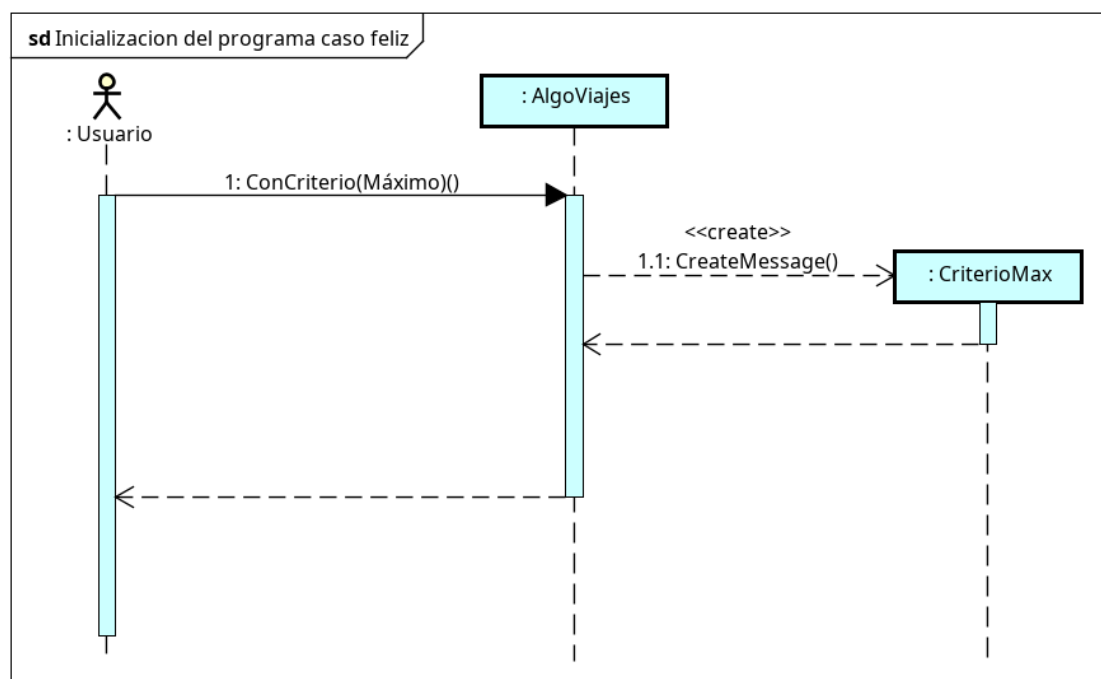 sd Inicializacion del programa caso feliz
: Usuario
: AlgoViajes
1: ConCriterio(Máximo)()
<<create>>
1.1: CreateMessage()
: CriterioMax